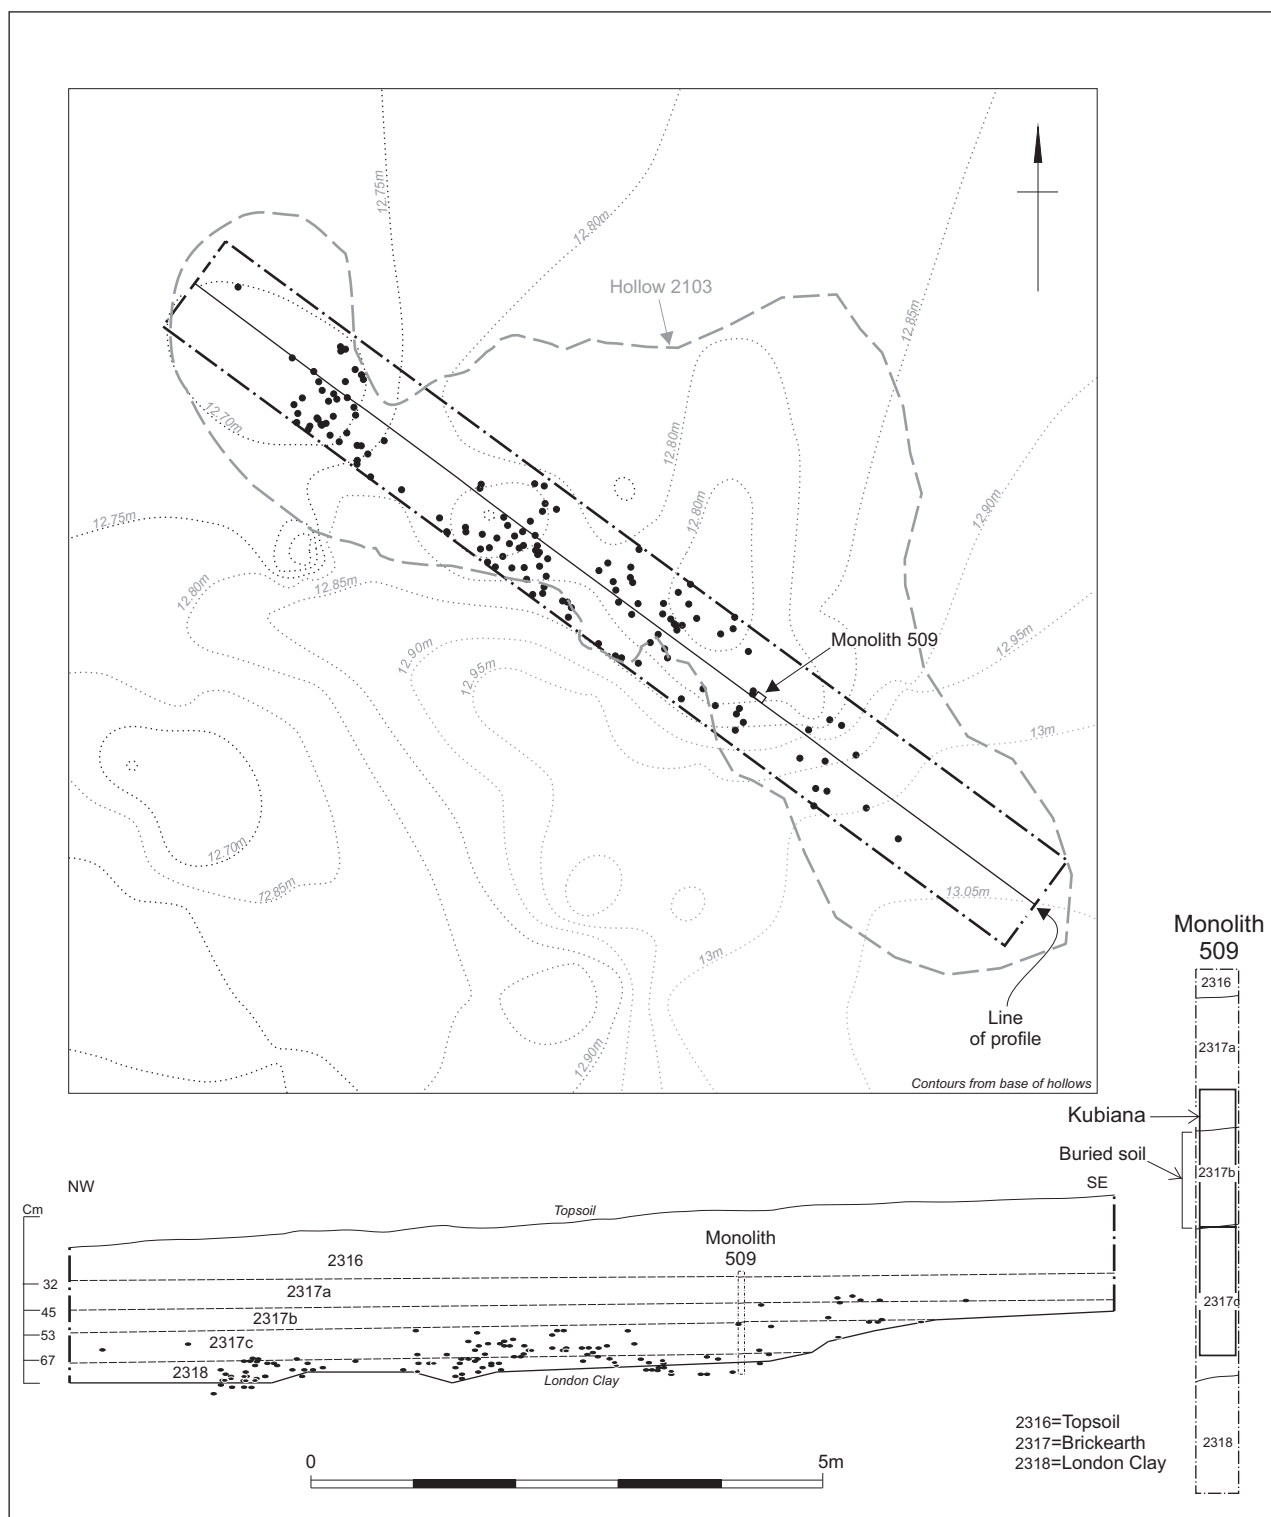 12.75m
12.80m
Hollow 2103
12.85m
12.80m
12.70m
12.80m
12.90m
12.75m
12.80m
12.85m
12.90m
12.95m
Monolith 509
12.95m
13m
12.70m
12.85m
13.05m
13m
12.90m
Line
of profile
Contours from base of hollows
Monolith
509
2316
2317a
Kubiana
Buried soil
2317b
2317c
2318
NW
SE
Cm
Topsoil
2316
Monolith
509
32
2317a
45
2317b
53
2317c
67
2318
London Clay
0
5m
2316=Topsoil
2317=Brickearth
2318=London Clay